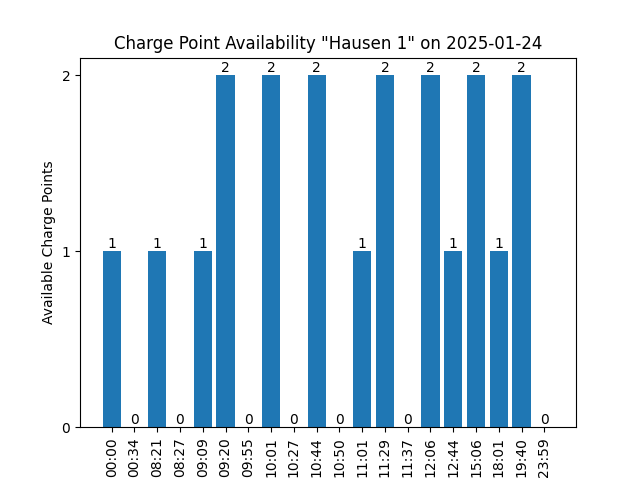 Charge Point Availability "Hausen 1" on 2025-01-24
Available Charge Points
2
1
0
1 0 1 0 1 2 0 2 0 2 0 1 2 0 2 1 2 1 2 0
00:00 00:34 08:21 08:27 09:09 09:20 09:55 10:01 10:27 10:44 10:50 11:01 11:29 11:37 12:06 12:44 15:06 18:01 19:40 23:59